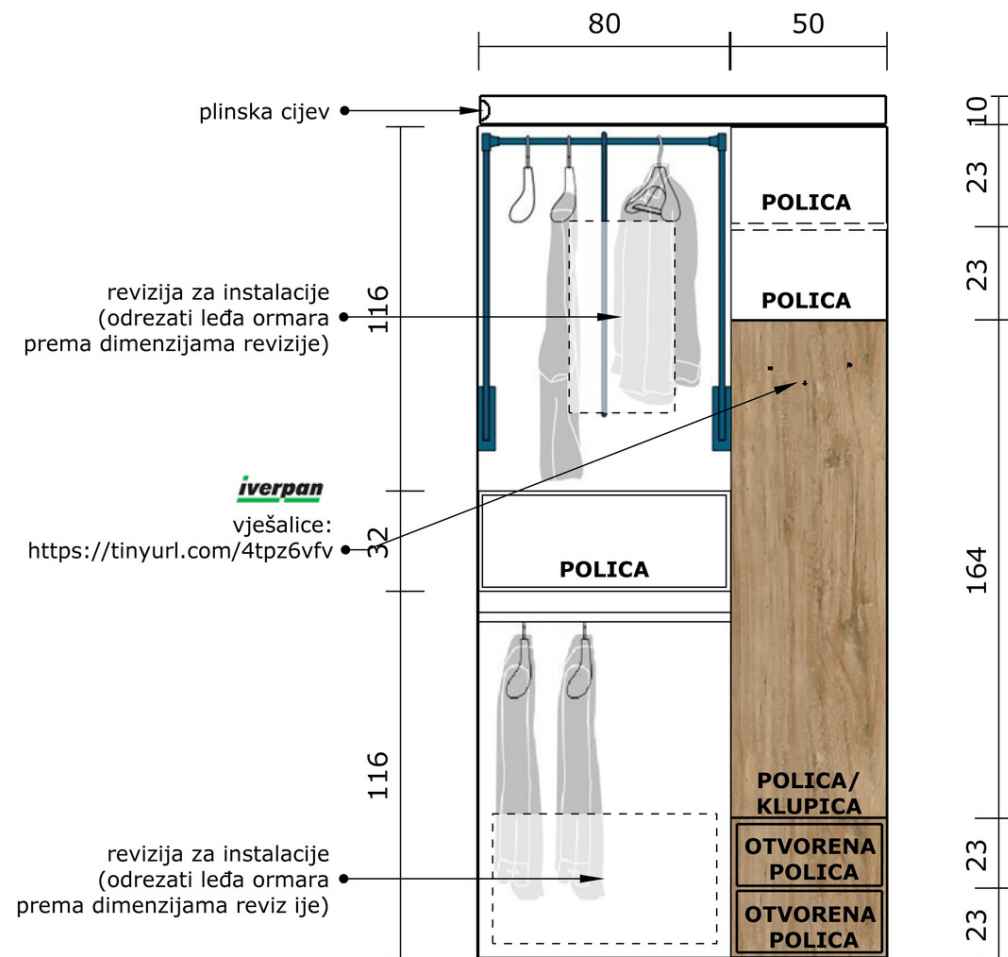 80
50
plinska cijev
10
23
POLICA
23
POLICA
revizija za instalacije
(odrezati leđa ormara
prema dimenzijama revizije)
116
iverpan
vješalice:
https://tinyurl.com/4tpz6vfv
32
POLICA
164
116
POLICA/
KLUPICA
OTVORENA
POLICA
23
revizija za instalacije
(odrezati leđa ormara
prema dimenzijama reviz ije)
OTVORENA
POLICA
23